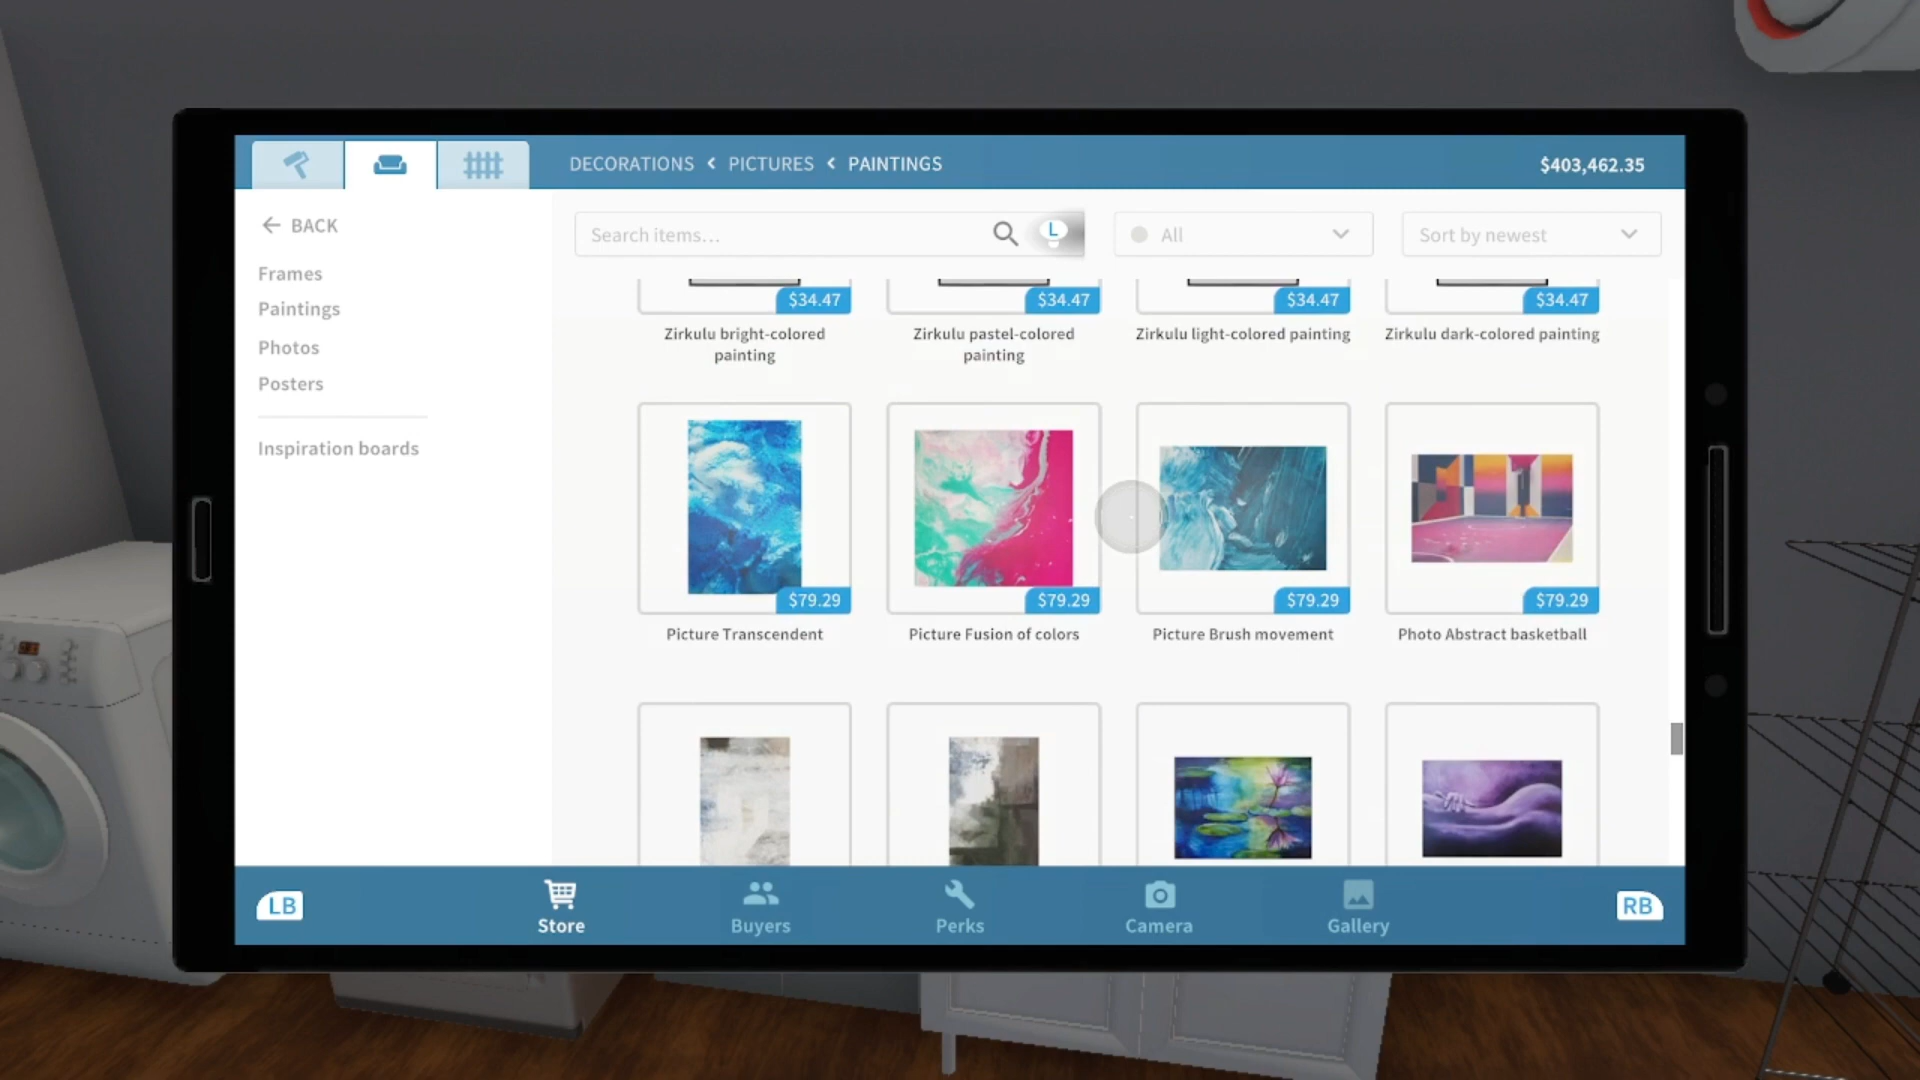 DECORATIONS < PICTURES < PAINTINGS
$403,462.35
BACK
Search items...
L
All
Sort by newest
Frames
Paintings
Photos
Posters
Inspiration boards
$34.47
$34.47
$34.47
$34.47
Zirkulu bright-colored
painting
Zirkulu pastel-colored
painting
Zirkulu light-colored painting
Zirkulu dark-colored painting
$79.29
$79.29
$79.29
$79.29
Picture Transcendent
Picture Fusion of colors
Picture Brush movement
Photo Abstract basketball
LB
Store
Buyers
Perks
Camera
Gallery
RB